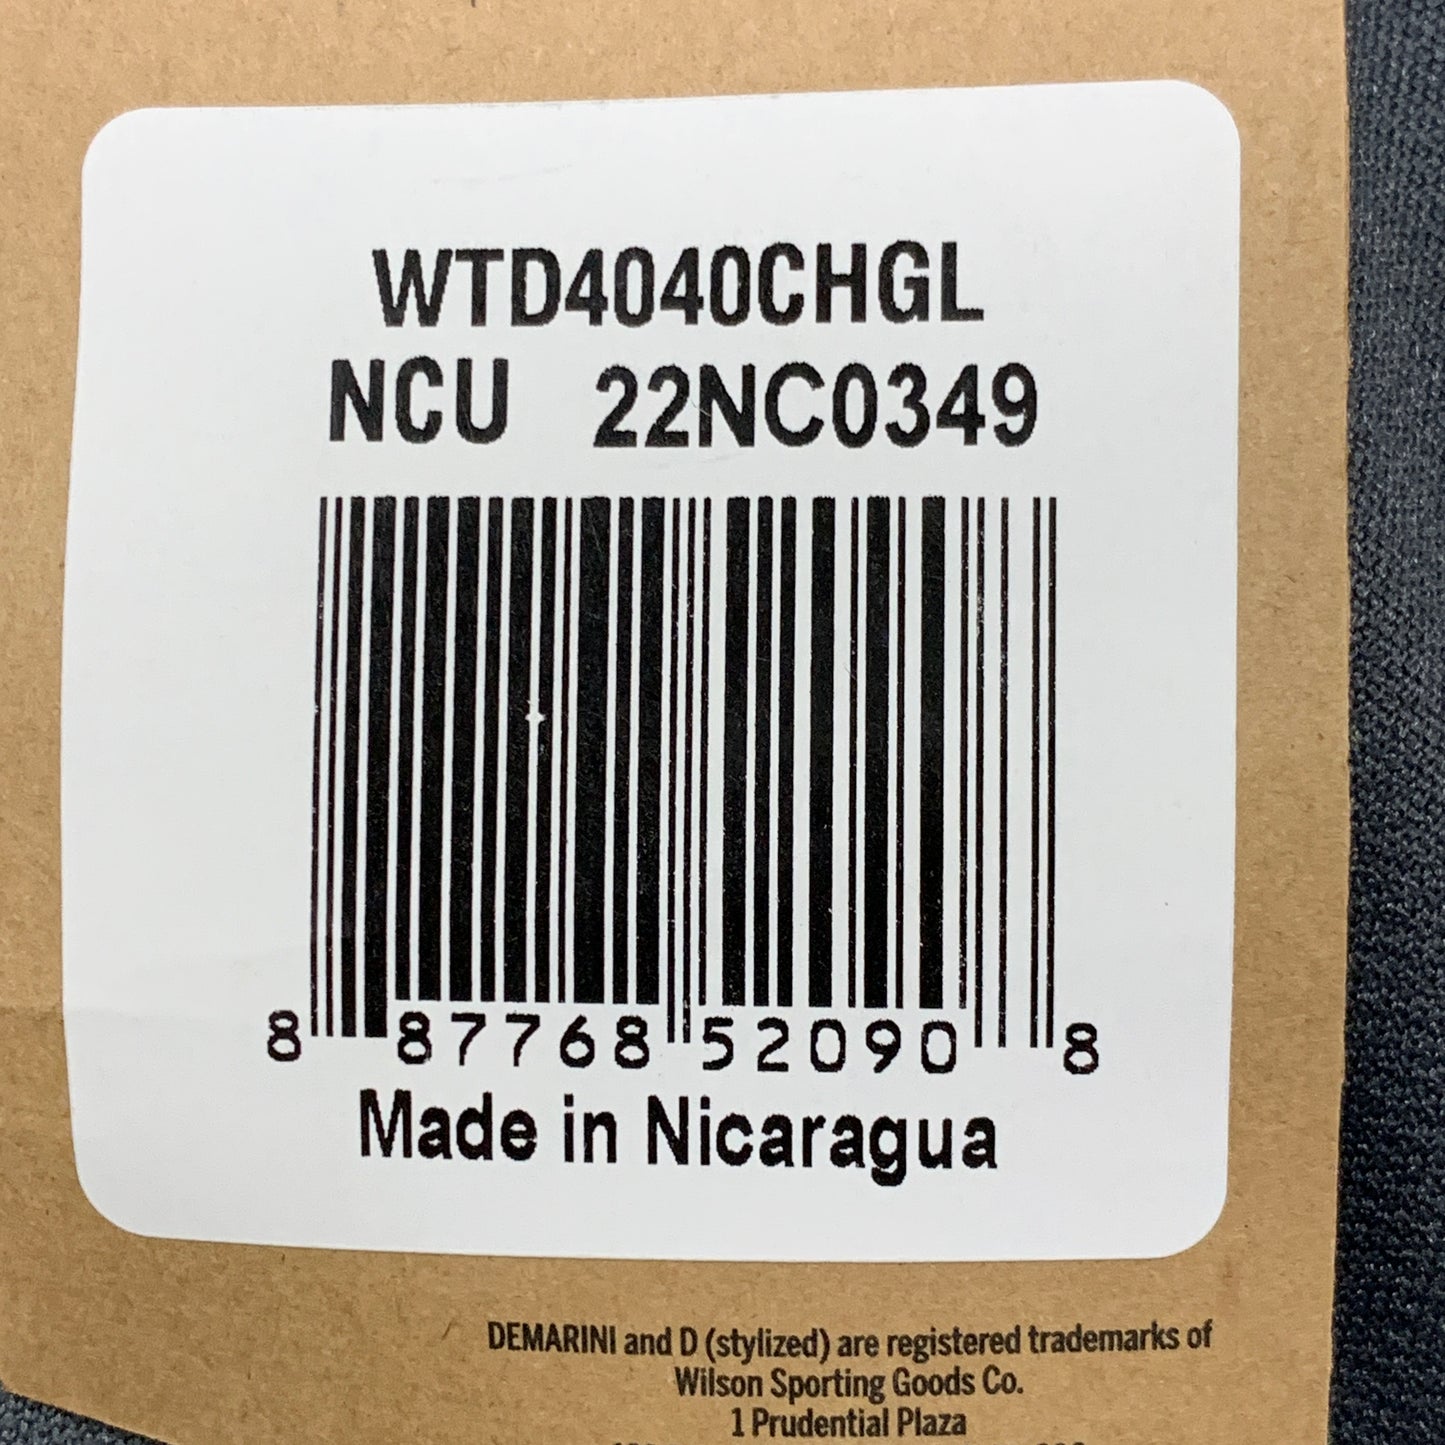 WTD4040CHGL
NCU 22NC0349
8 87768 52090 8
Made in Nicaragua
DEMARINI and D (stylized) are registered trademarks of
Wilson Sporting Goods Co.
1 Prudential Plaza